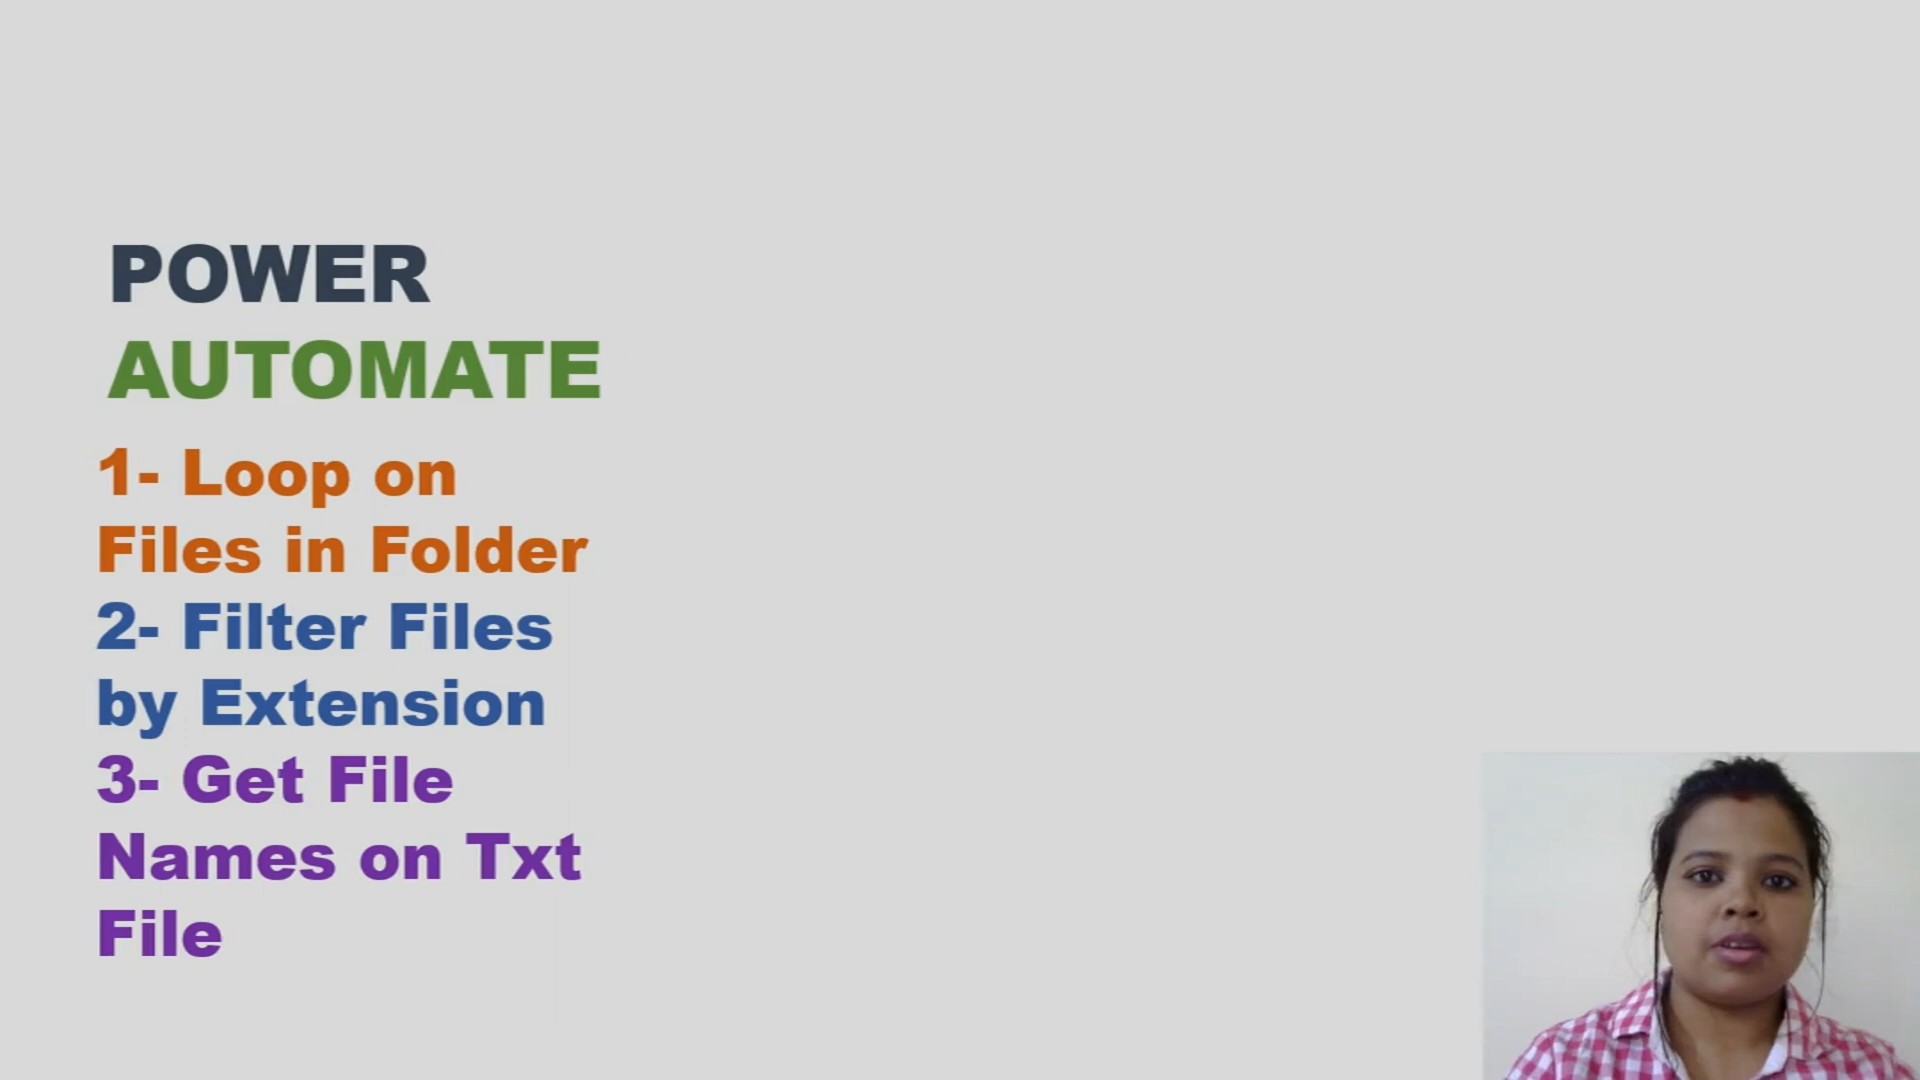 POWER
AUTOMATE
1- Loop on
Files in Folder
2- Filter Files
by Extension
3- Get File
Names on Txt
File